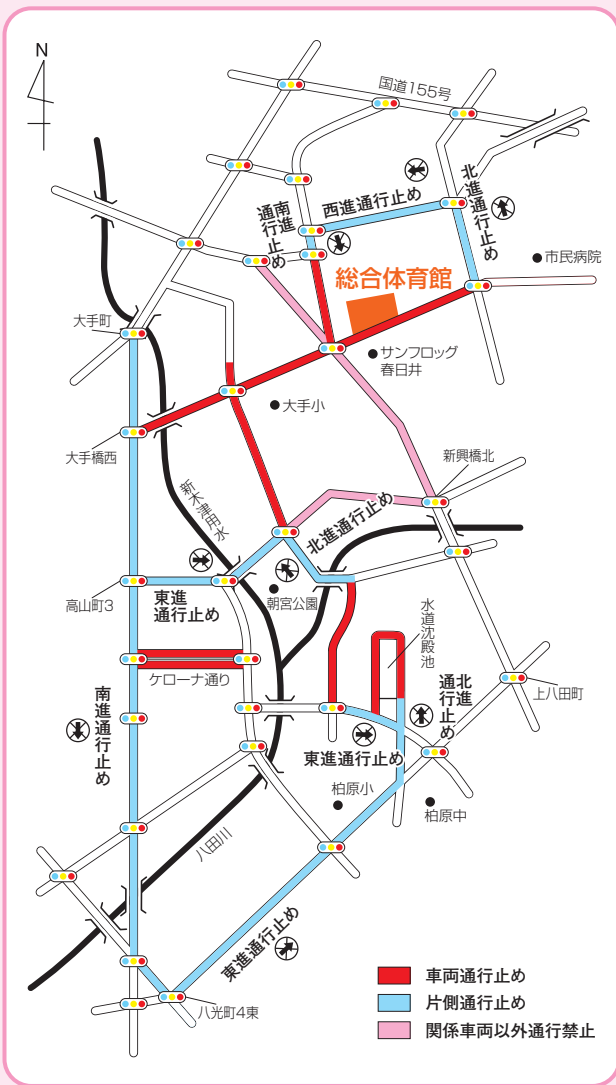 N
国道155号
西進通行止め
北進通行止め
南進
通行止め
市民病院
総合体育館
大手町
サンフロッグ
春日井
大手小
大手橋西
新興橋北
新木津用水
北進通行止め
高山町3
東進
通行止め
朝宮公園
水道沈殿池
ケローナ通り
北進
通行止め
上八田町
南進通行止め
東進通行止め
柏原小
柏原中
八田川
東進通行止め
八光町4東
車両通行止め
片側通行止め
関係車両以外通行禁止